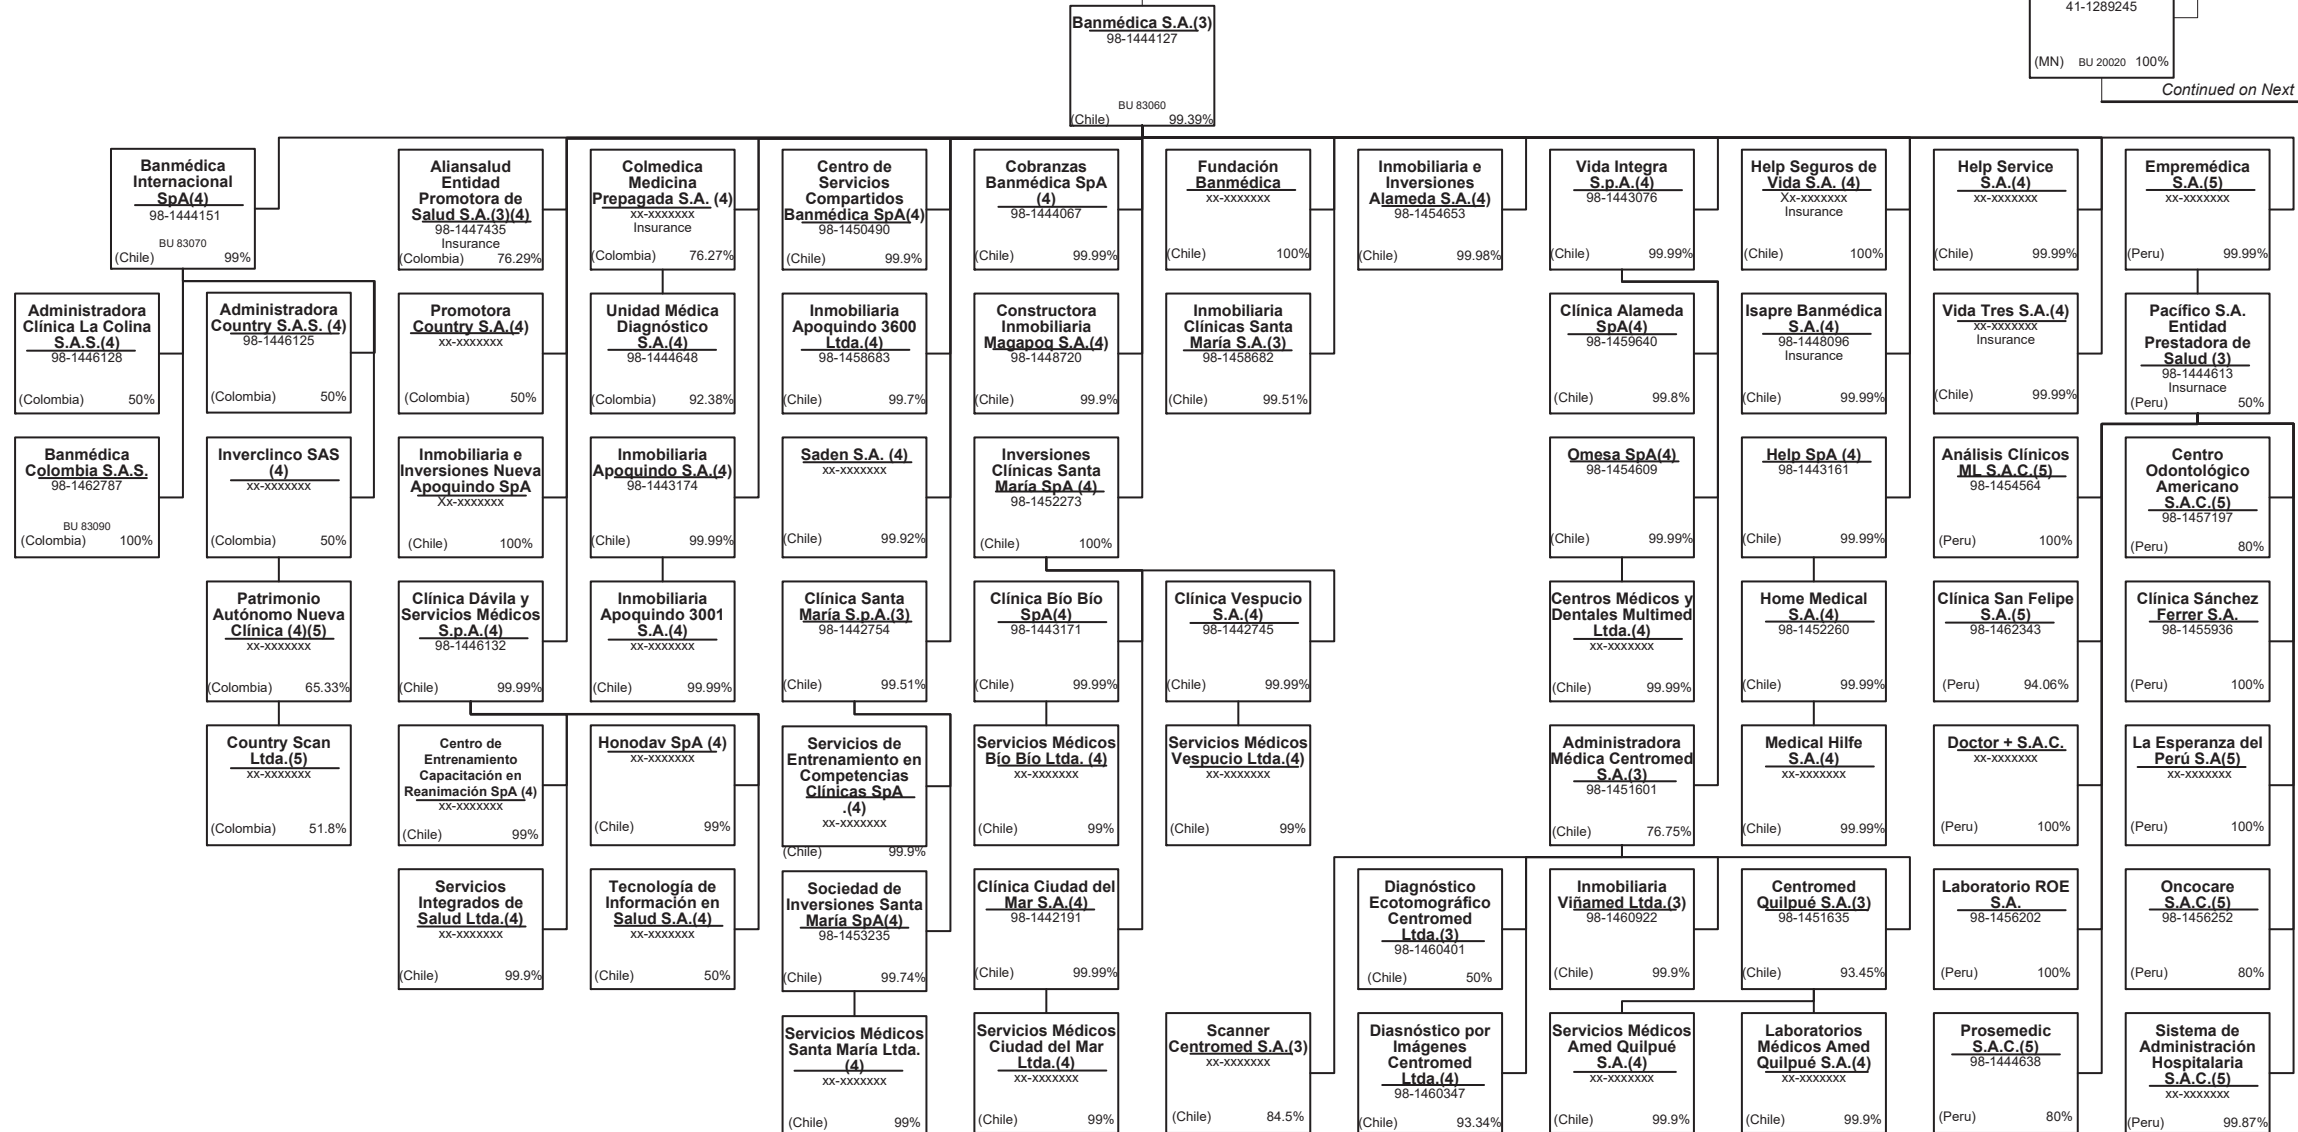 41-1289245
(MN) BU 20020 100%
Continued on Next
Banmédica S.A.(3)
98-1444127
BU 83060
(Chile) 99.39%
Banmédica
Internacional
SpA(4)
98-1444151
BU 83070
(Chile) 99%
Aliansalud
Entidad
Promotora de
Salud S.A.(3)(4)
98-1447435
Insurance
(Colombia) 76.29%
Colmedica
Medicina
Prepagada S.A. (4)
xx-xxxxxxx
Insurance
(Colombia) 76.27%
Centro de
Servicios
Compartidos
Banmédica SpA(4)
98-1450490
(Chile) 99.9%
Cobranzas
Banmédica SpA
(4)
98-1444067
(Chile) 99.99%
Fundación
Banmédica
xx-xxxxxxx
(Chile) 100%
Inmobiliaria e
Inversiones
Alameda S.A.(4)
98-1454653
(Chile) 99.98%
Vida Integra
S.p.A.(4)
98-1443076
(Chile) 99.99%
Help Seguros de
Vida S.A. (4)
Xx-xxxxxxx
Insurance
(Chile) 100%
Help Service
S.A.(4)
xx-xxxxxxx
(Chile) 99.99%
Empremédica
S.A.(5)
xx-xxxxxxx
(Peru) 99.99%
Administradora
Clínica La Colina
S.A.S.(4)
98-1446128
(Colombia) 50%
Administradora
Country S.A.S. (4)
98-1446125
(Colombia) 50%
Promotora
Country S.A.(4)
xx-xxxxxxx
(Colombia) 50%
Unidad Médica
Diagnóstico
S.A.(4)
98-1444648
(Colombia) 92.38%
Inmobiliaria
Apoquindo 3600
Ltda.(4)
98-1458683
(Chile) 99.7%
Constructora
Inmobiliaria
Magapoq S.A.(4)
98-1448720
(Chile) 99.9%
Inmobiliaria
Clínicas Santa
María S.A.(3)
98-1458682
(Chile) 99.51%
Clínica Alameda
SpA(4)
98-1459640
(Chile) 99.8%
Isapre Banmédica
S.A.(4)
98-1448096
Insurance
(Chile) 99.99%
Vida Tres S.A.(4)
xx-xxxxxxx
Insurance
(Chile) 99.99%
Pacífico S.A.
Entidad
Prestadora de
Salud (3)
98-1444613
Insurnace
(Peru) 50%
Banmédica
Colombia S.A.S.
98-1462787
BU 83090
(Colombia) 100%
Inverclinco SAS
(4)
xx-xxxxxxx
(Colombia) 50%
Inmobiliaria e
Inversiones Nueva
Apoquindo SpA
Xx-xxxxxxx
(Chile) 100%
Inmobiliaria
Apoquindo S.A.(4)
98-1443174
(Chile) 99.99%
Saden S.A. (4)
xx-xxxxxxx
(Chile) 99.92%
Inversiones
Clínicas Santa
María SpA (4)
98-1452273
(Chile) 100%
Omesa SpA(4)
98-1454609
(Chile) 99.99%
Help SpA (4)
98-1443161
(Chile) 99.99%
Análisis Clínicos
ML S.A.C.(5)
98-1454564
(Peru) 100%
Centro
Odontológico
Americano
S.A.C.(5)
98-1457197
(Peru) 80%
Patrimonio
Autónomo Nueva
Clínica (4)(5)
xx-xxxxxxx
(Colombia) 65.33%
Clínica Dávila y
Servicios Médicos
S.p.A.(4)
98-1446132
(Chile) 99.99%
Inmobiliaria
Apoquindo 3001
S.A.(4)
xx-xxxxxxx
(Chile) 99.99%
Clínica Santa
María S.p.A.(3)
98-1442754
(Chile) 99.51%
Clínica Bío Bío
SpA(4)
98-1443171
(Chile) 99.99%
Clínica Vespucio
S.A.(4)
98-1442745
(Chile) 99.99%
Centros Médicos y
Dentales Multimed
Ltda.(4)
xx-xxxxxxx
(Chile) 99.99%
Home Medical
S.A.(4)
98-1452260
(Chile) 99.99%
Clínica San Felipe
S.A.(5)
98-1462343
(Peru) 94.06%
Clínica Sánchez
Ferrer S.A.
98-1455936
(Peru) 100%
Country Scan
Ltda.(5)
xx-xxxxxxx
(Colombia) 51.8%
Centro de
Entrenamiento
Capacitación en
Reanimación SpA (4)
xx-xxxxxxx
(Chile) 99%
Honodav SpA (4)
xx-xxxxxxx
(Chile) 99%
Servicios de
Entrenamiento en
Competencias
Clínicas SpA
.(4)
xx-xxxxxxx
(Chile) 99.9%
Servicios Médicos
Bío Bío Ltda. (4)
xx-xxxxxxx
(Chile) 99%
Servicios Médicos
Vespucio Ltda.(4)
xx-xxxxxxx
(Chile) 99%
Administradora
Médica Centromed
S.A.(3)
98-1451601
(Chile) 76.75%
Medical Hilfe
S.A.(4)
xx-xxxxxxx
(Chile) 99.99%
Doctor + S.A.C.
xx-xxxxxxx
(Peru) 100%
La Esperanza del
Perú S.A(5)
xx-xxxxxxx
(Peru) 100%
Servicios
Integrados de
Salud Ltda.(4)
xx-xxxxxxx
(Chile) 99.9%
Tecnología de
Información en
Salud S.A.(4)
xx-xxxxxxx
(Chile) 50%
Sociedad de
Inversiones Santa
María SpA(4)
98-1453235
(Chile) 99.74%
Clínica Ciudad del
Mar S.A.(4)
98-1442191
(Chile) 99.99%
Diagnóstico
Ecotomográfico
Centromed
Ltda.(3)
98-1460401
(Chile) 50%
Inmobiliaria
Viñamed Ltda.(3)
98-1460922
(Chile) 99.9%
Centromed
Quilpué S.A.(3)
98-1451635
(Chile) 93.45%
Laboratorio ROE
S.A.
98-1456202
(Peru) 100%
Oncocare
S.A.C.(5)
98-1456252
(Peru) 80%
Servicios Médicos
Santa María Ltda.
(4)
xx-xxxxxxx
(Chile) 99%
Servicios Médicos
Ciudad del Mar
Ltda.(4)
xx-xxxxxxx
(Chile) 99%
Scanner
Centromed S.A.(3)
xx-xxxxxxx
(Chile) 84.5%
Diasnóstico por
Imágenes
Centromed
Ltda.(4)
98-1460347
(Chile) 93.34%
Servicios Médicos
Amed Quilpué
S.A.(4)
xx-xxxxxxx
(Chile) 99.9%
Laboratorios
Médicos Amed
Quilpué S.A.(4)
xx-xxxxxxx
(Chile) 99.9%
Prosemedic
S.A.C.(5)
98-1444638
(Peru) 80%
Sistema de
Administración
Hospitalaria
S.A.C.(5)
xx-xxxxxxx
(Peru) 99.87%